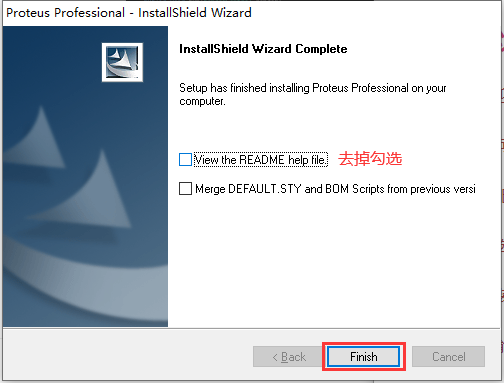 Proteus Professional - InstallShield Wizard
InstallShield Wizard Complete
Setup has finished installing Proteus Professional on your
computer.
View the README help file. 去掉勾选
Merge DEFAULT.STY and BOM Scripts from previous versi
< Back Finish Cancel